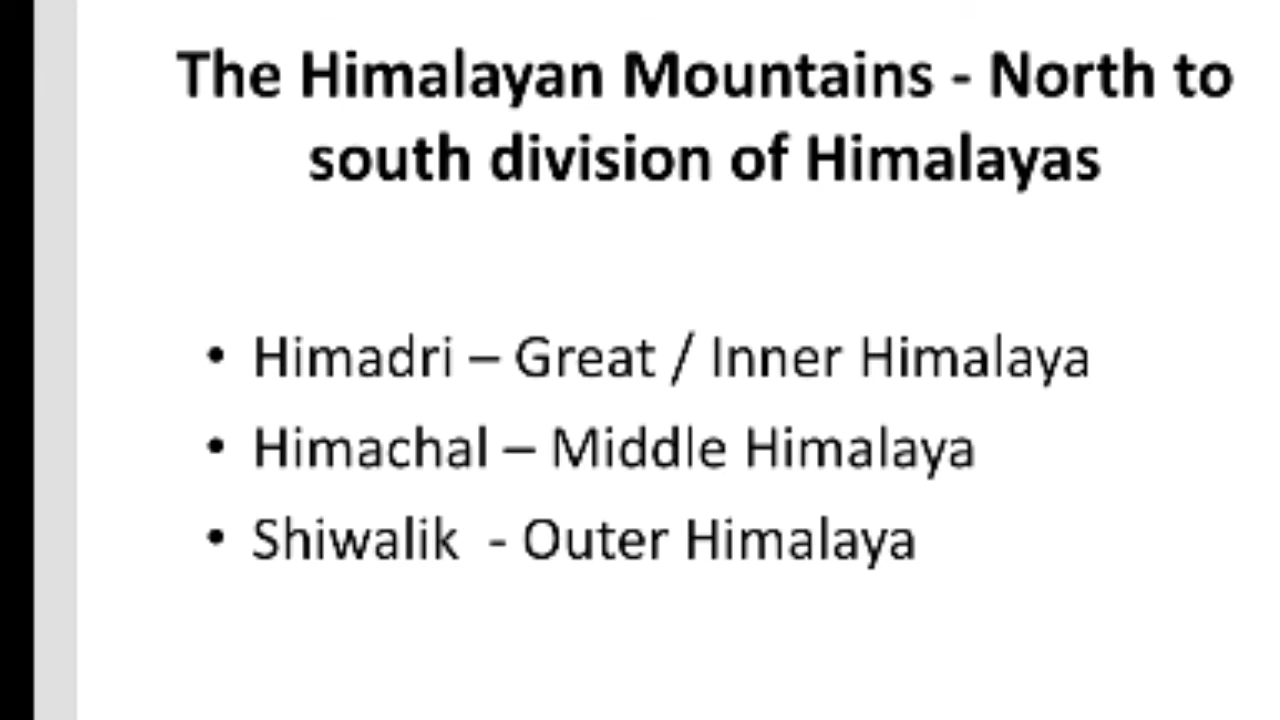 The Himalayan Mountains - North to
south division of Himalayas
• Himadri – Great / Inner Himalaya
• Himachal – Middle Himalaya
• Shiwalik  - Outer Himalaya